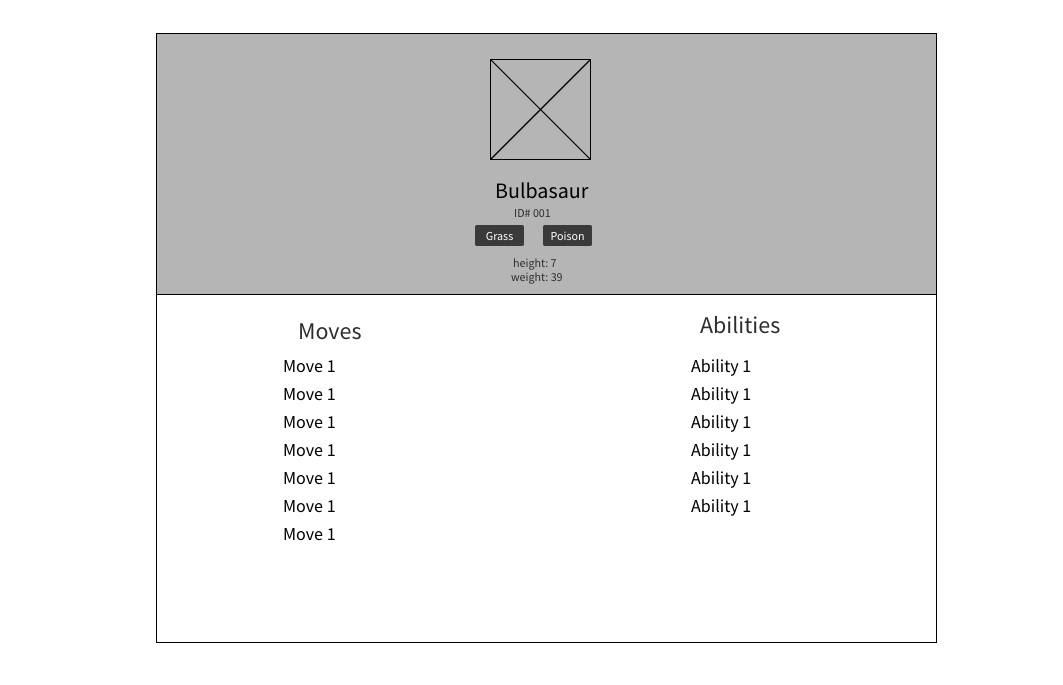 Bulbasaur
ID# 001
Grass
Poison
height: 7
weight: 39
Moves
Move 1
Move 1
Move 1
Move 1
Move 1
Move 1
Move 1
Abilities
Ability 1
Ability 1
Ability 1
Ability 1
Ability 1
Ability 1